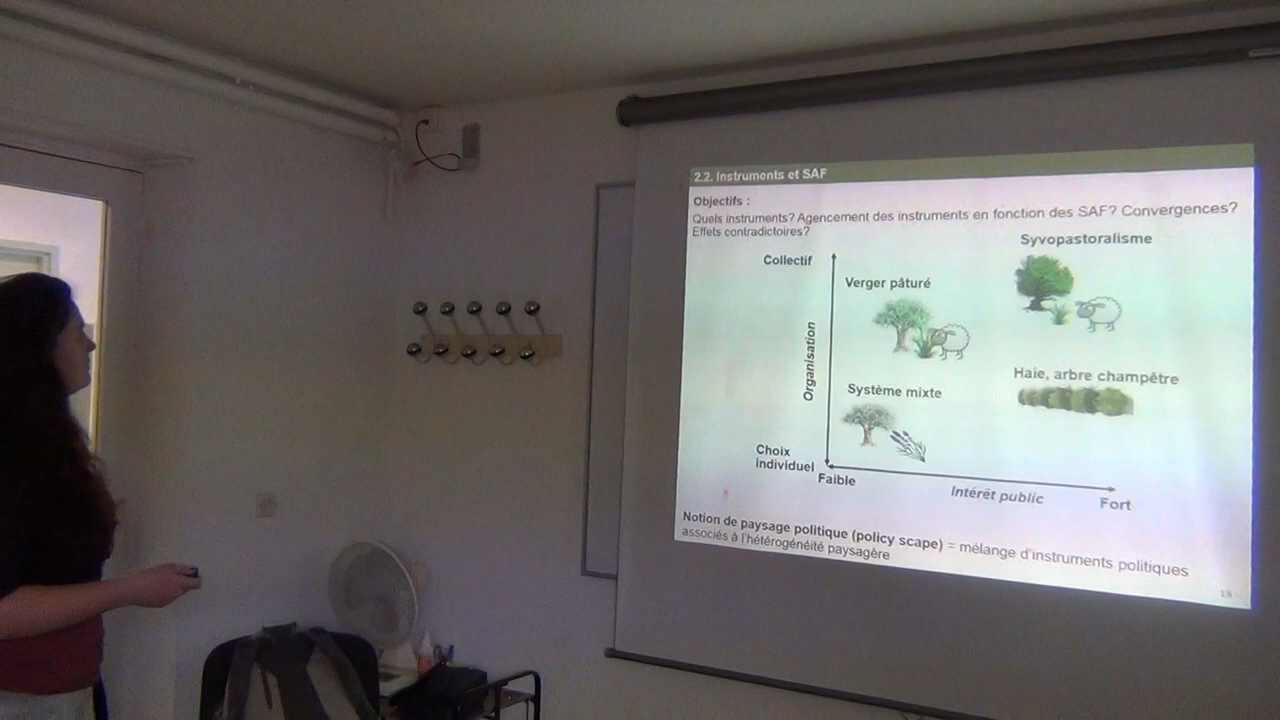 2.2. Instruments et SAF
Objectifs :
Quels instruments? Agencement des instruments en fonction des SAF? Convergences?
Effets contradictoires?
Syvopastoralisme
Collectif
Verger pâturé
Organisation
Haie, arbre champêtre
Système mixte
Choix
individuel
Faible
Intérêt public
Fort
Notion de paysage politique (policy scape) = mélange d'instruments politiques
associés à l'hétérogénéité paysagère